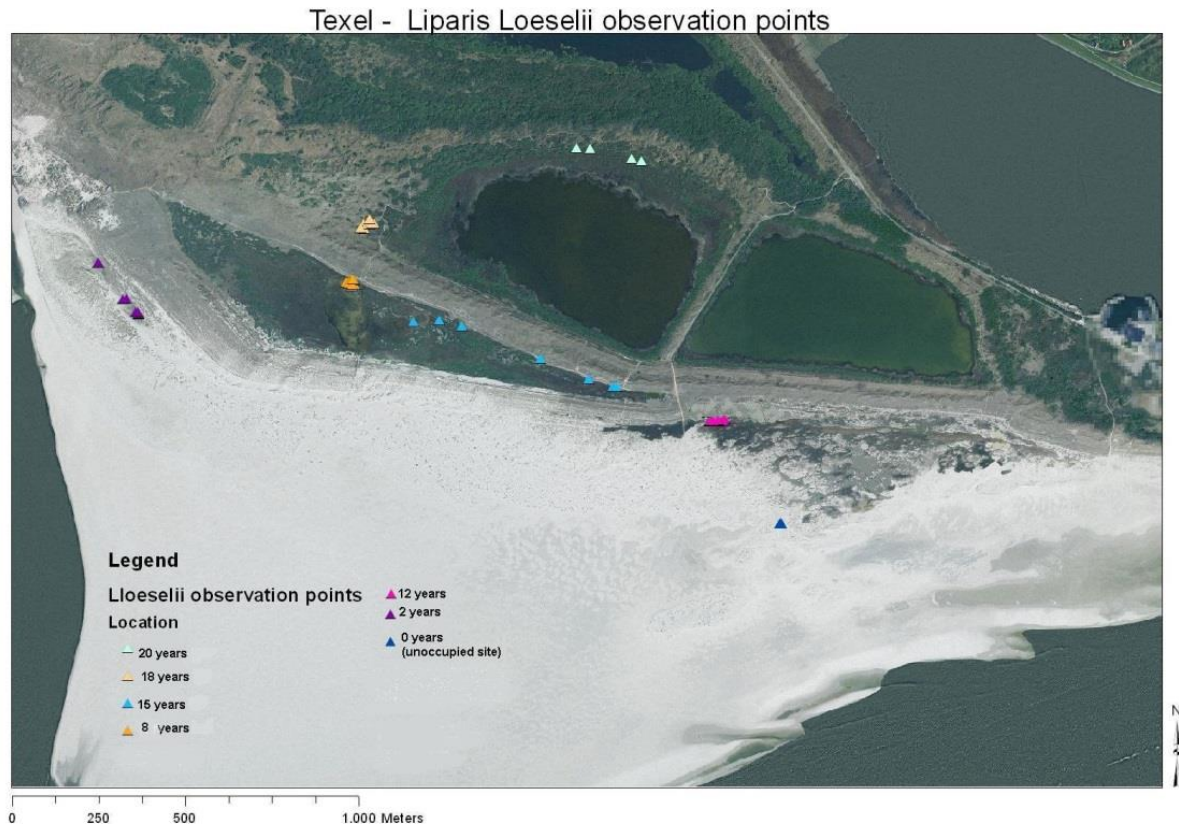 Texel - Liparis Loeselii observation points
Legend
Lloeselii observation points
Location
20 years
18 years
15 years
8 years
12 years
2 years
0 years
(unoccupied site)
N
0 250 500 1.000 Meters